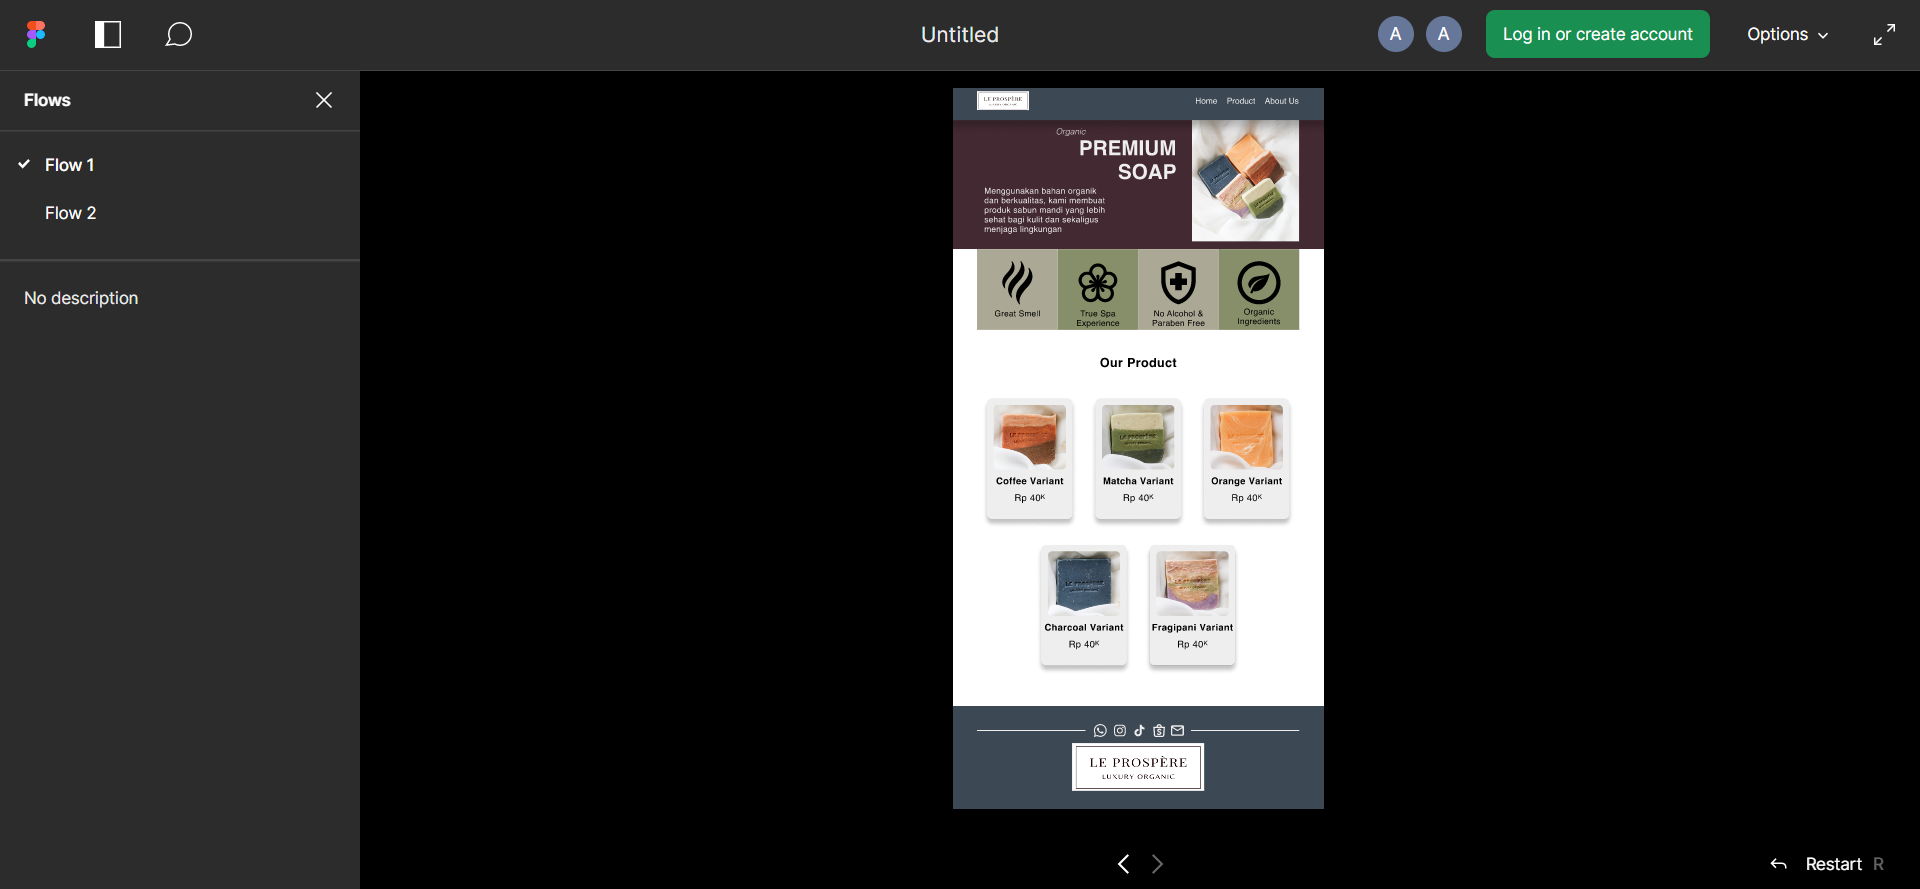 Untitled
A
A
Log in or create account
Options
Flows
Flow 1
Flow 2
No description
LE PROSPÈRE
Home
Product
About Us
Organic
PREMIUM
SOAP
Menggunakan bahan organik
dan berkualitas, kami membuat
produk sabun mandi yang lebih
sehat bagi kulit dan sekaligus
menjaga lingkungan
Great Smell
True Spa
Experience
No Alcohol &
Paraben Free
Organic
Ingredients
Our Product
Coffee Variant
Rp 40ᴷ
Matcha Variant
Rp 40ᴷ
Orange Variant
Rp 40ᴷ
Charcoal Variant
Rp 40ᴷ
Fragipani Variant
Rp 40ᴷ
LE PROSPÈRE
LUXURY ORGANIC
Restart R